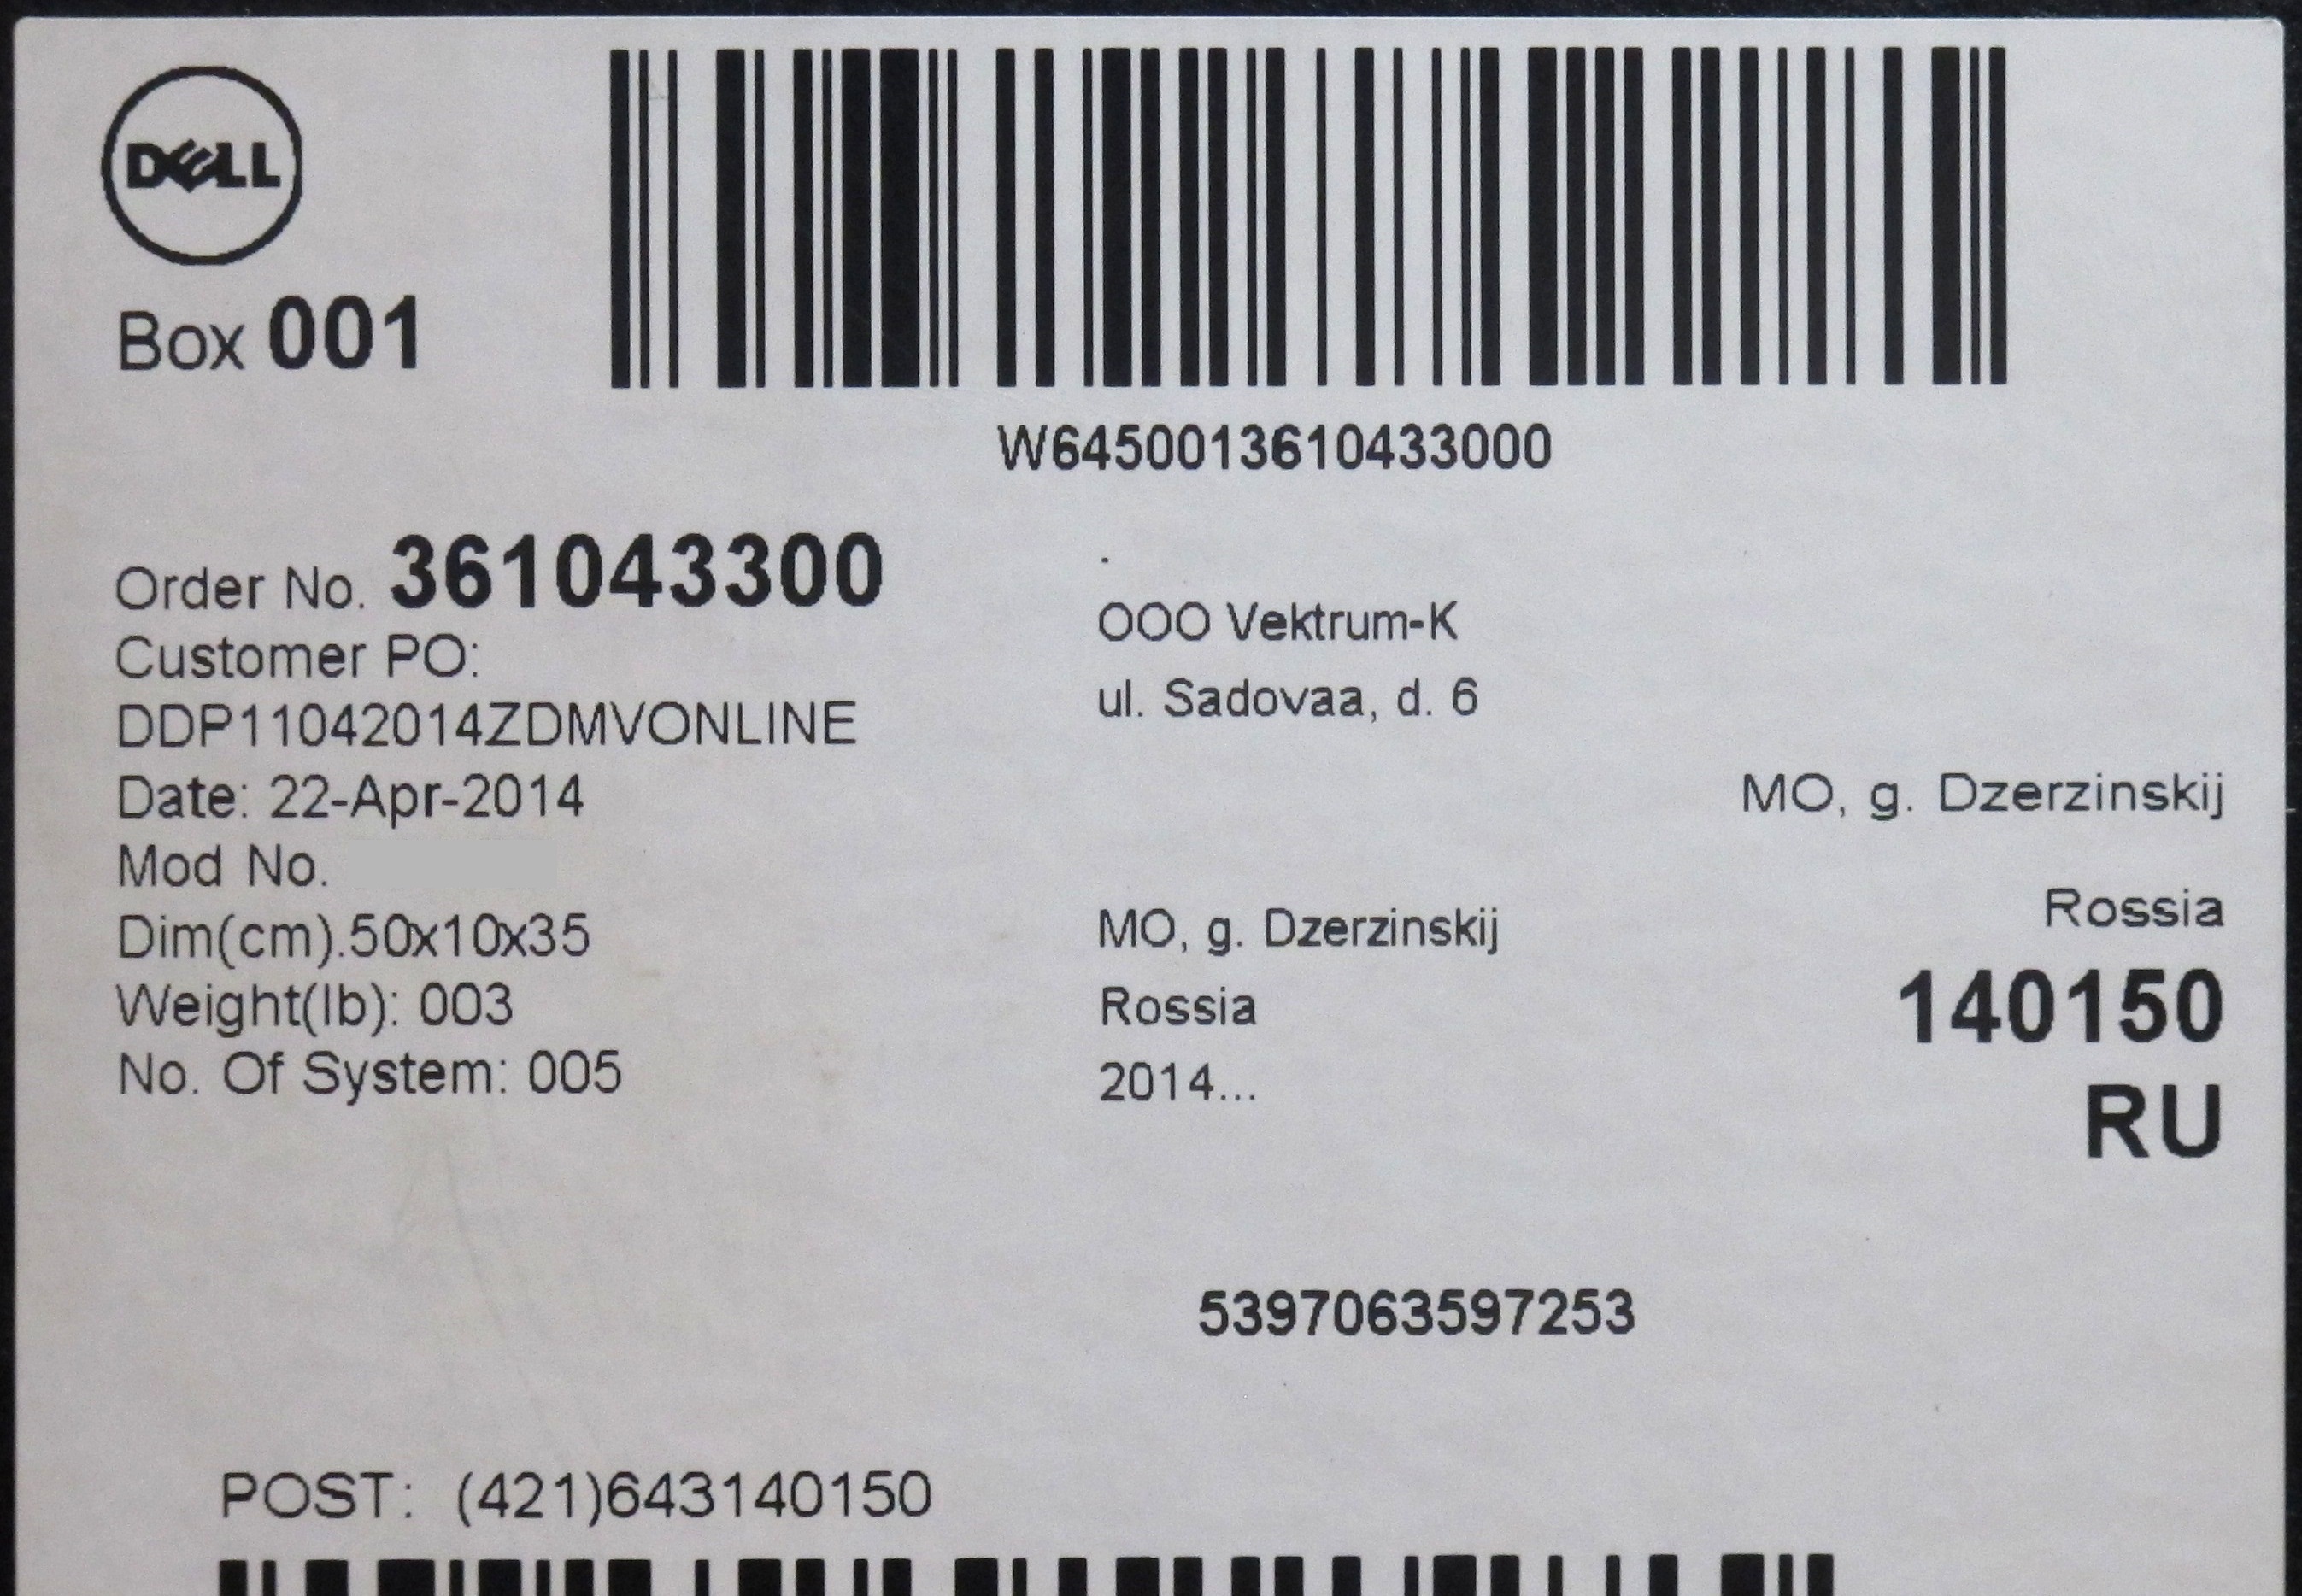 DELL
Box 001
W6450013610433000
Order No. 361043300
Customer PO:
DDP11042014ZDMVONLINE
Date: 22-Apr-2014
Mod No.
Dim(cm).50x10x35
Weight(lb): 003
No. Of System: 005
.
OOO Vektrum-K
ul. Sadovaa, d. 6
MO, g. Dzerzinskij
Rossia
2014...
MO, g. Dzerzinskij
Rossia
140150
RU
5397063597253
POST: (421)643140150